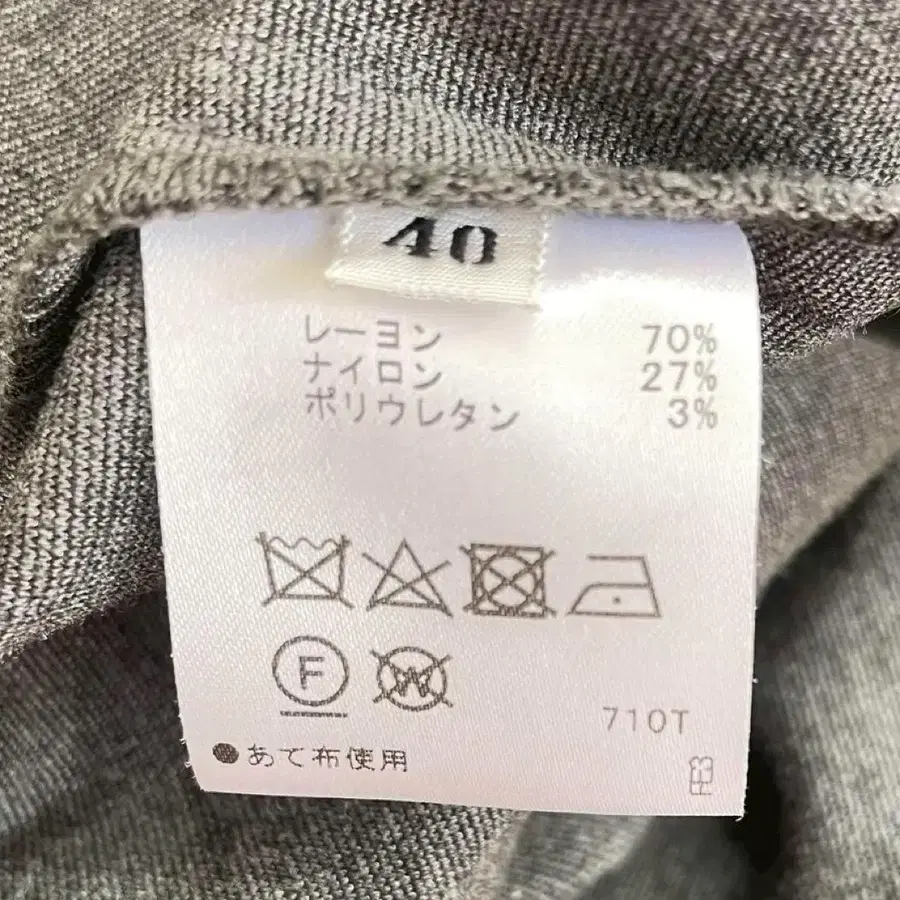 40
レーヨン 70%
ナイロン 27%
ポリウレタン 3%
F
W
710T
●あて布使用